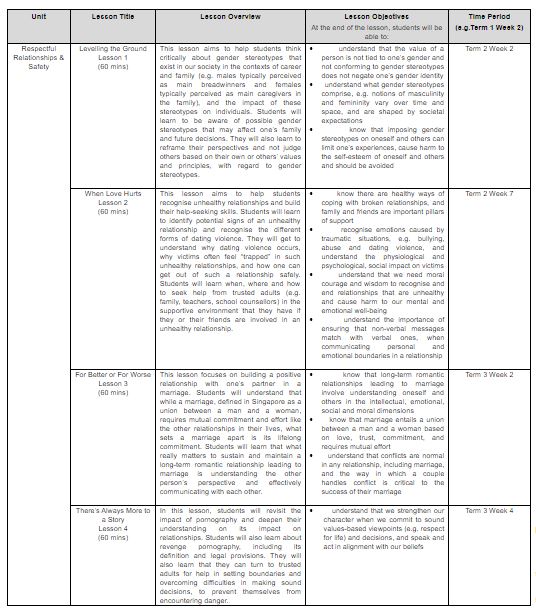 Unit
Lesson Title
Lesson Overview
Lesson Objectives
At the end of the lesson, students will be
able to:
Time Period
(e.g.Term 1 Week 2)
Respectful
Relationships &
Safety
Levelling the Ground
Lesson 1
(60 mins)
This lesson aims to help students think
critically about gender stereotypes that
exist in our society in the contexts of career
and family (e.g. males typically perceived
as main breadwinners and females
typically perceived as main caregivers in
the family), and the impact of these
stereotypes on individuals. Students will
learn to be aware of possible gender
stereotypes that may affect one's family
and future decisions. They will also learn to
reframe their perspectives and not judge
others based on their own or others' values
and principles, with regard to gender
stereotypes.
• understand that the value of a
person is not tied to one's gender and
not conforming to gender stereotypes
does not negate one's gender identity
• understand what gender stereotypes
comprise, e.g. notions of masculinity
and femininity vary over time and
space, and are shaped by societal
expectations
• know that imposing gender
stereotypes on oneself and others can
limit one's experiences, cause harm to
the self-esteem of oneself and others
and should be avoided
Term 2 Week 2
When Love Hurts
Lesson 2
(60 mins)
This lesson aims to help students
recognise unhealthy relationships and build
their help-seeking skills. Students will learn
to identify potential signs of an unhealthy
relationship and recognise the different
forms of dating violence. They will get to
understand why dating violence occurs,
why victims often feel "trapped" in such
unhealthy relationships, and how one can
get out of such a relationship safely.
Students will learn when, where and how
to seek help from trusted adults (e.g.
family, teachers, school counsellors) in the
supportive environment that they have if
they or their friends are involved in an
unhealthy relationship.
• know there are healthy ways of
coping with broken relationships, and
family and friends are important pillars
of support
• recognise emotions caused by
traumatic situations, e.g. bullying,
abuse and dating violence, and
understand the physiological and
psychological, social impact on victims
• understand that we need moral
courage and wisdom to recognise and
end relationships that are unhealthy
and cause harm to our mental and
emotional well-being
• understand the importance of
ensuring that non-verbal messages
match with verbal ones, when
communicating personal and
emotional boundaries in a relationship
Term 2 Week 7
For Better or For Worse
Lesson 3
(60 mins)
This lesson focuses on building a positive
relationship with one's partner in a
marriage. Students will understand that
while a marriage, defined in Singapore as a
union between a man and a woman,
requires mutual commitment and effort like
the other relationships in their lives, what
sets a marriage apart is its lifelong
commitment. Students will learn that what
really matters to sustain and maintain a
long-term romantic relationship leading to
marriage is understanding the other
person's perspective and effectively
communicating with each other.
• know that long-term romantic
relationships leading to marriage
involve understanding oneself and
others in the intellectual, emotional,
social and moral dimensions
• know that marriage entails a union
between a man and a woman based
on love, trust, commitment, and
requires mutual effort
• understand that conflicts are normal
in any relationship, including marriage,
and the way in which a couple
handles conflict is critical to the
success of their marriage
Term 3 Week 2
There's Always More to
a Story
Lesson 4
(60 mins)
In this lesson, students will revisit the
impact of pornography and deepen their
understanding on its impact on
relationships. Students will also learn about
revenge pornography, including its
definition and legal provisions. They will
also learn that they can turn to trusted
adults for help in setting boundaries and
overcoming difficulties in making sound
decisions, to prevent themselves from
encountering danger..
• understand that we strengthen our
character when we commit to sound
values-based viewpoints (e.g. respect
for life) and decisions, and speak and
act in alignment with our beliefs
Term 3 Week 4